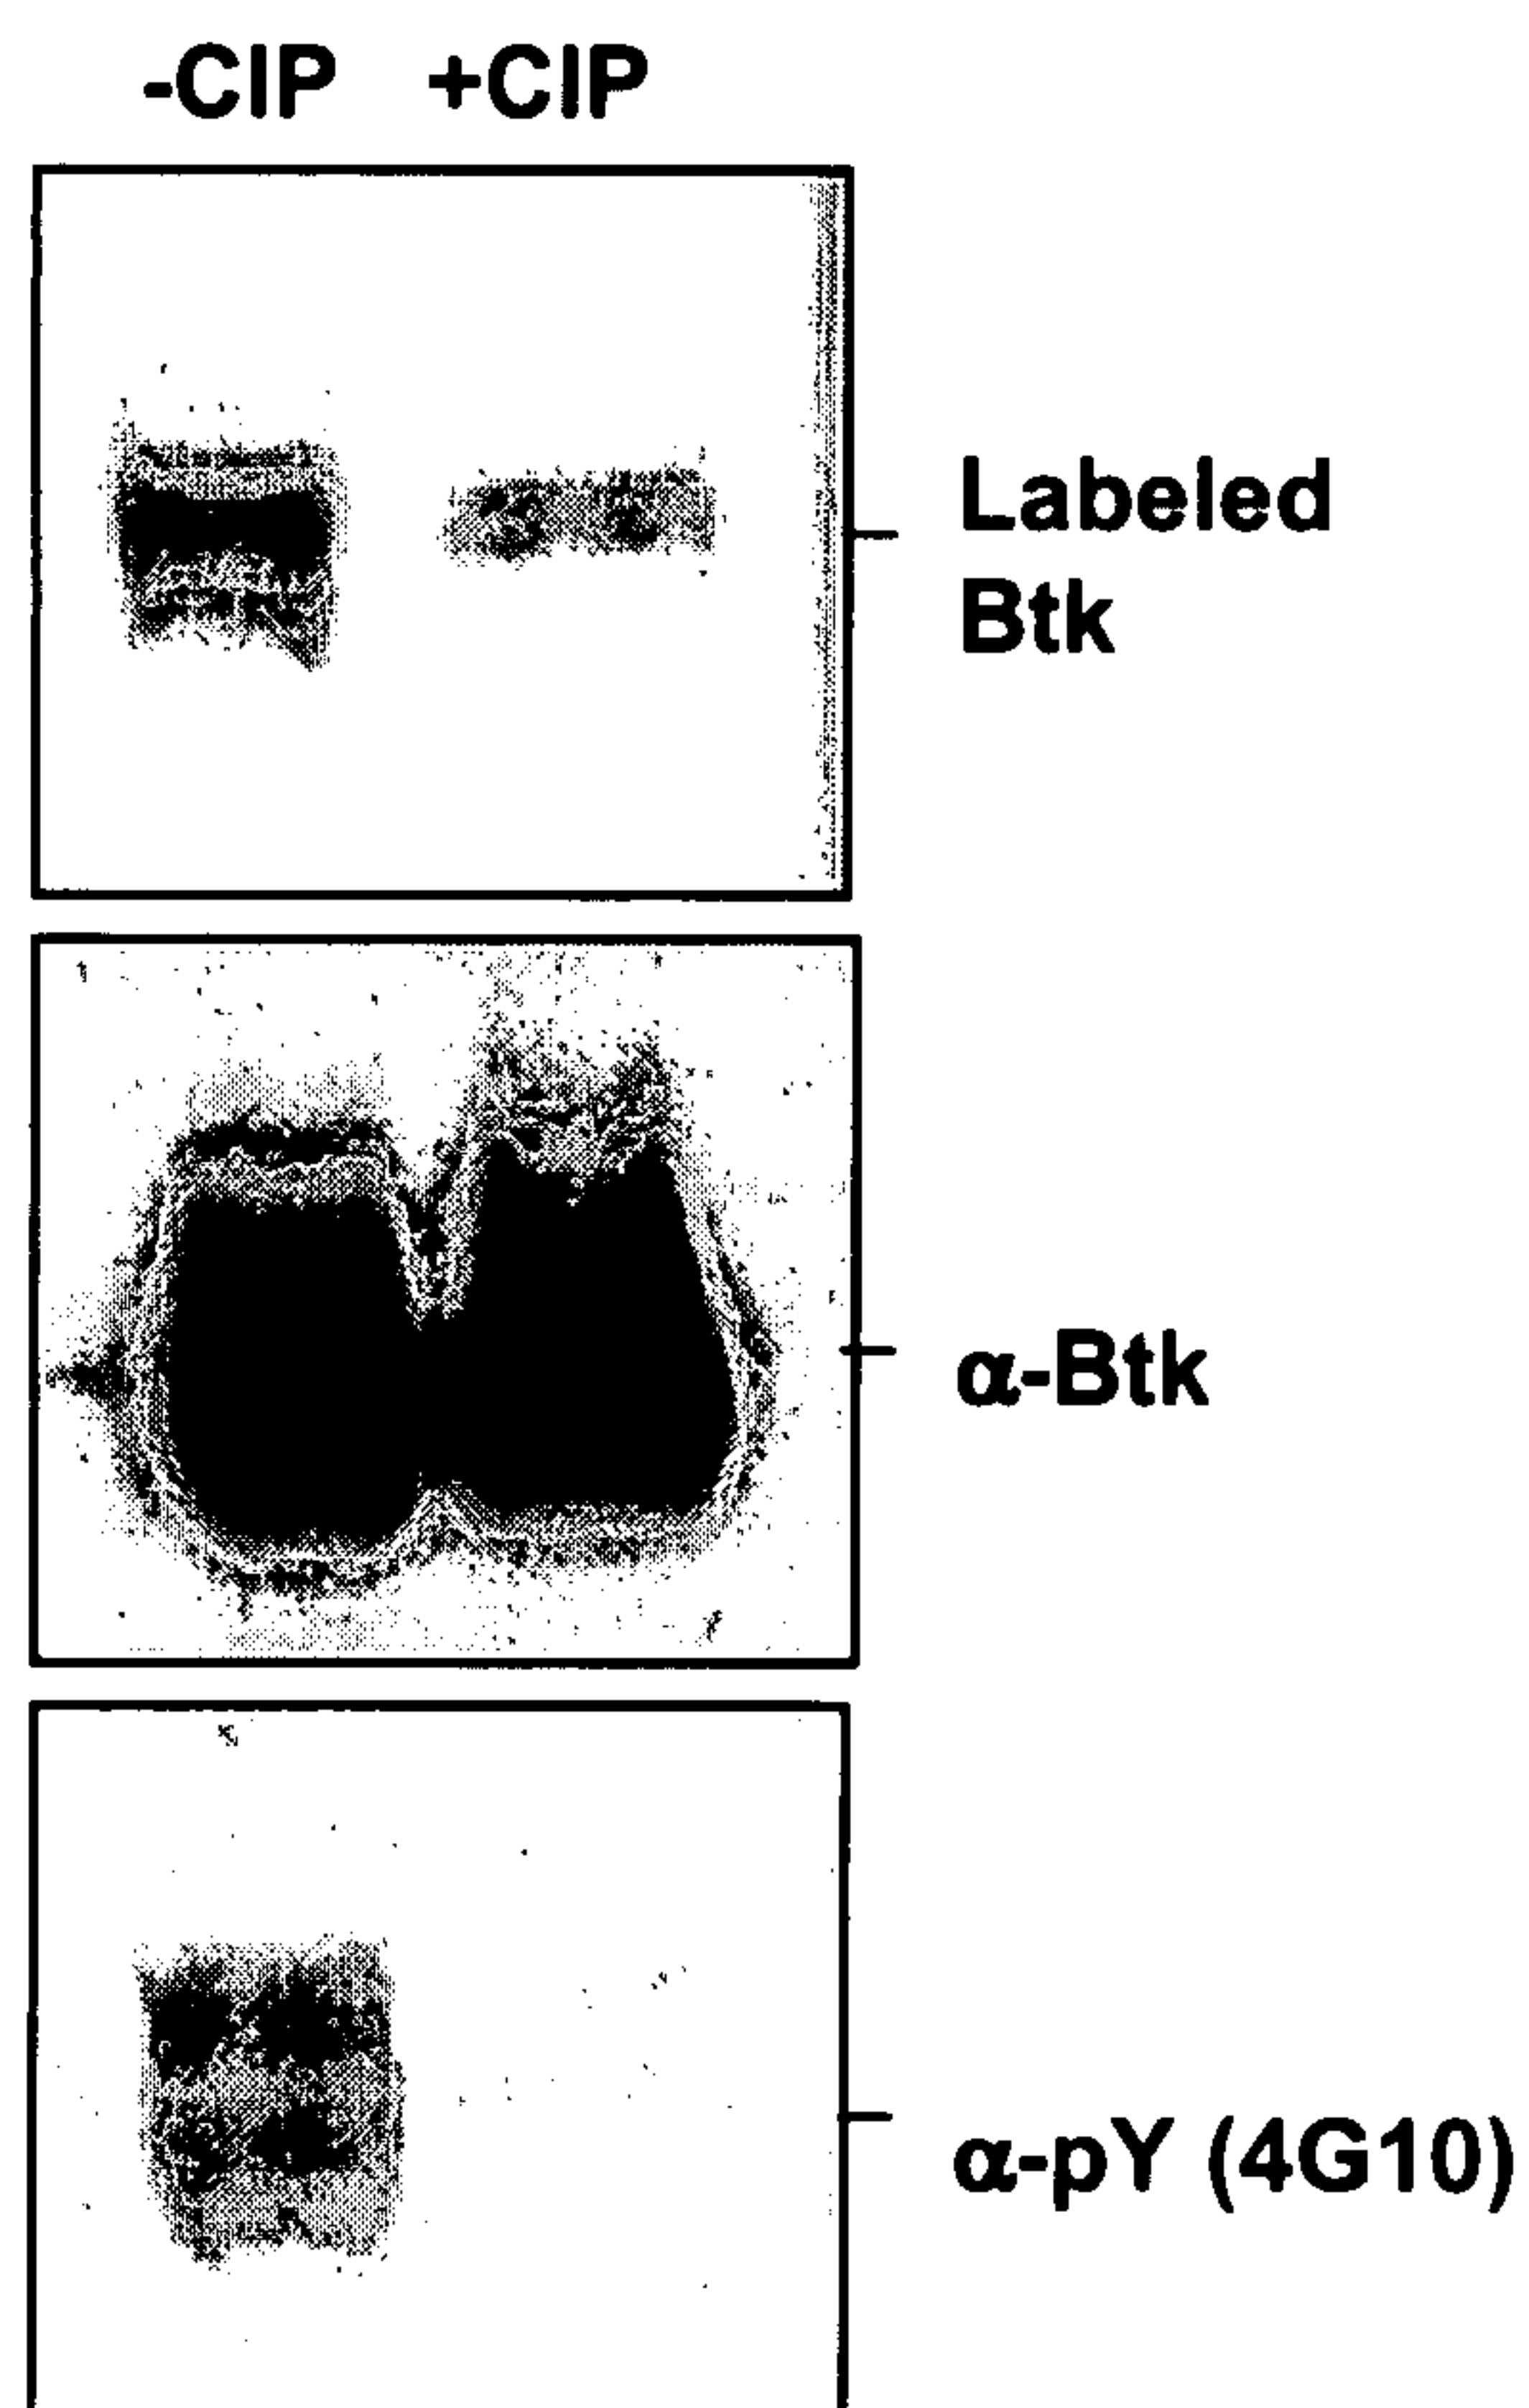 -CIP +CIP
Labeled
Btk
α-Btk
α-pY (4G10)